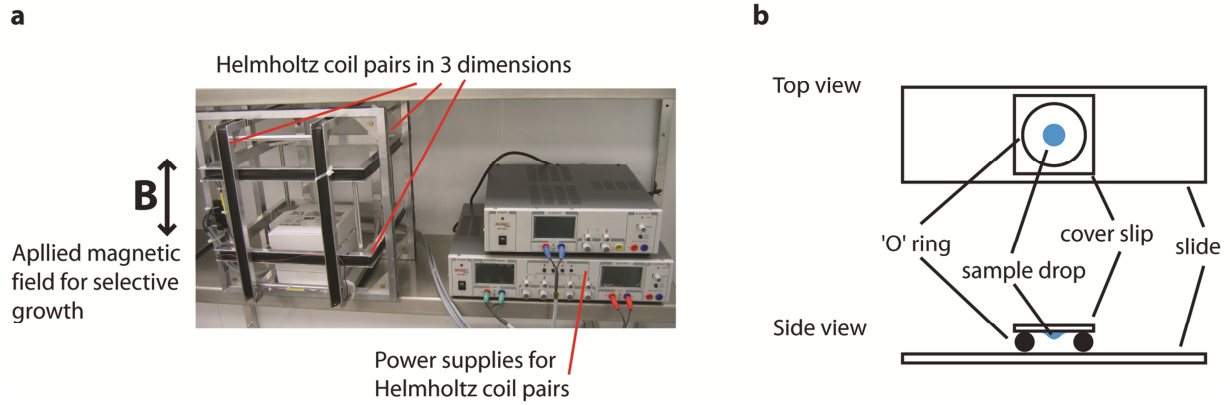 a
Helmholtz coil pairs in 3 dimensions
B
Apllied magnetic
field for selective
growth
Power supplies for
Helmholtz coil pairs
b
Top view
'O' ring
sample drop
cover slip
slide
Side view